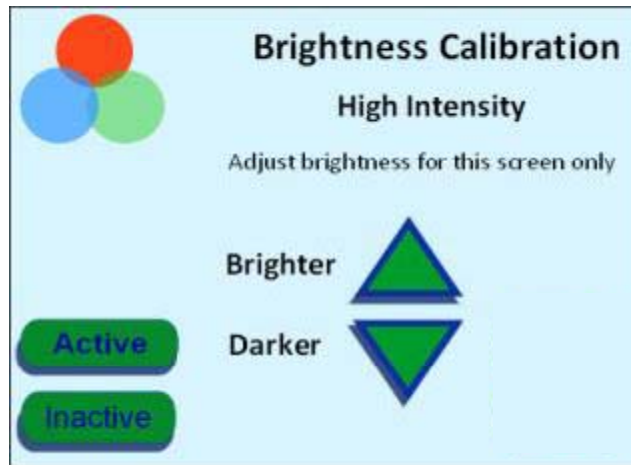 Brightness Calibration
High Intensity
Adjust brightness for this screen only
Brighter
Darker
Active
Inactive